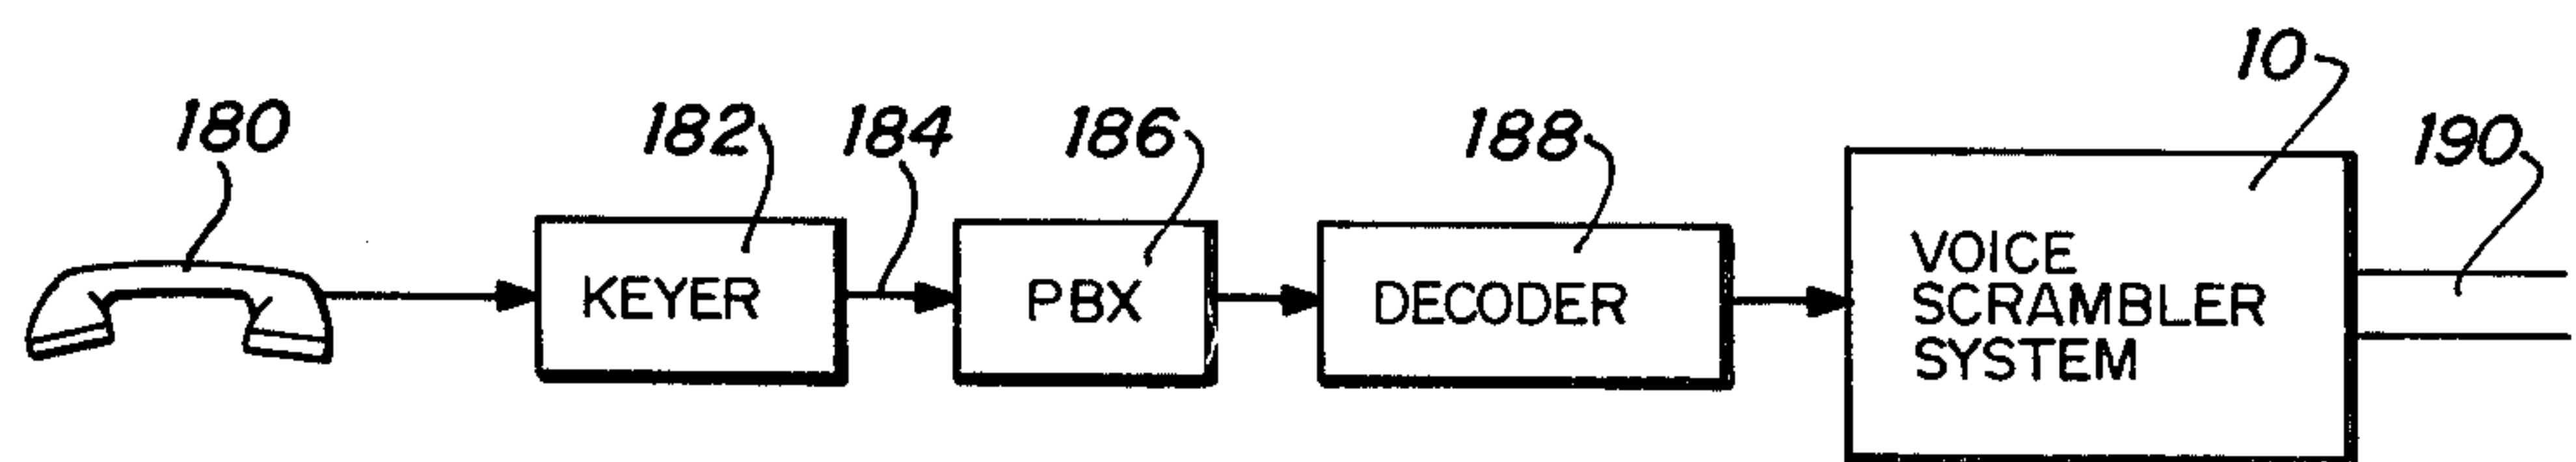 10
180
182
184
186
188
190
KEYER
PBX
DECODER
VOICE
SCRAMBLER
SYSTEM